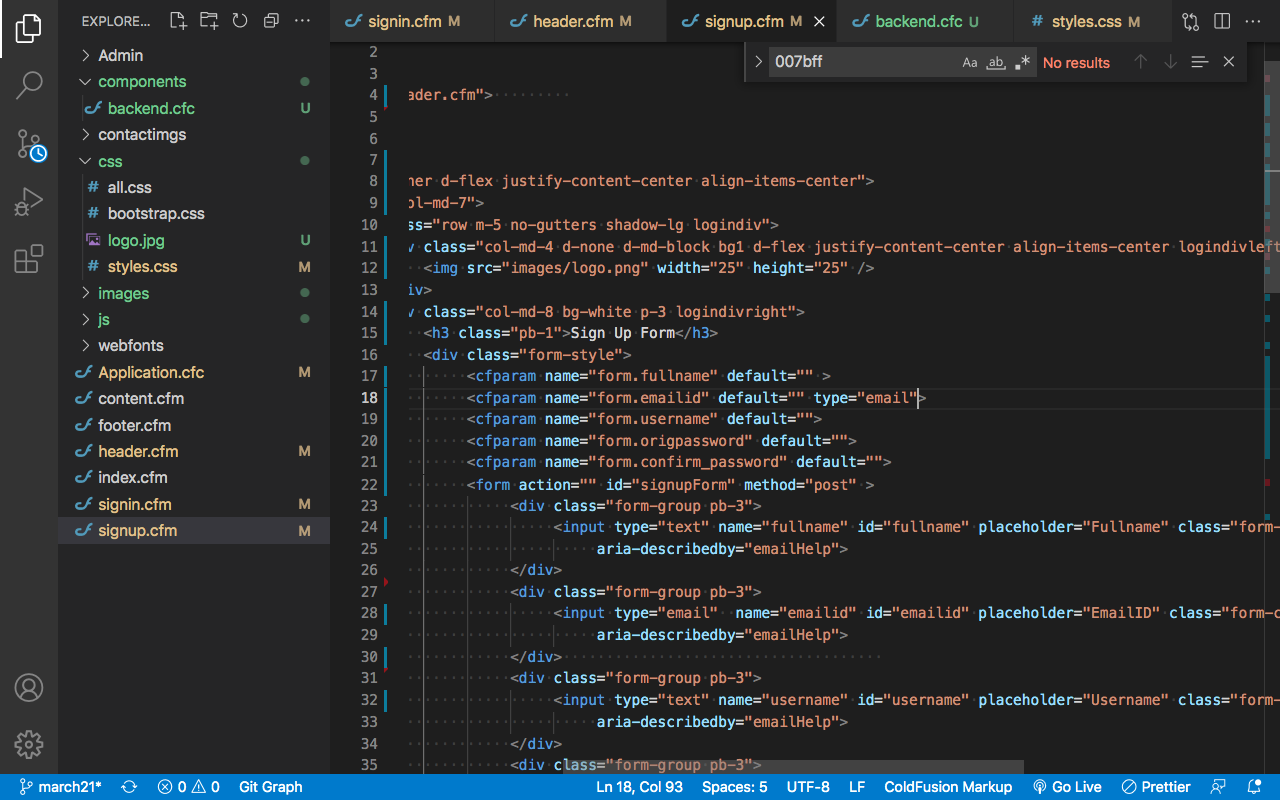 EXPLORE...
Admin
components
backend.cfc U
contactimgs
css
all.css
bootstrap.css
logo.jpg U
styles.css M
images
js
webfonts
Application.cfc M
content.cfm
footer.cfm
header.cfm M
index.cfm
signin.cfm M
signup.cfm M
signin.cfm M
header.cfm M
signup.cfm M
backend.cfc U
styles.css M
007bff
Aa ab .*
No results
2
3
4 ader.cfm">
5
6
7
8 ner d-flex justify-content-center align-items-center">
9 ol-md-7">
10 ss="row m-5 no-gutters shadow-lg logindiv">
11 v class="col-md-4 d-none d-md-block bg1 d-flex justify-content-center align-items-center logindivleft
12 <img src="images/logo.png" width="25" height="25" />
13 iv>
14 v class="col-md-8 bg-white p-3 logindivright">
15 <h3 class="pb-1">Sign Up Form</h3>
16 <div class="form-style">
17 <cfparam name="form.fullname" default="" >
18 <cfparam name="form.emailid" default="" type="email">
19 <cfparam name="form.username" default="">
20 <cfparam name="form.origpassword" default="">
21 <cfparam name="form.confirm_password" default="">
22 <form action="" id="signupForm" method="post" >
23 <div class="form-group pb-3">
24 <input type="text" name="fullname" id="fullname" placeholder="Fullname" class="form-
25 aria-describedby="emailHelp">
26 </div>
27 <div class="form-group pb-3">
28 <input type="email"  name="emailid" id="emailid" placeholder="EmailID" class="form-c
29 aria-describedby="emailHelp">
30 </div>
31 <div class="form-group pb-3">
32 <input type="text" name="username" id="username" placeholder="Username" class="form-
33 aria-describedby="emailHelp">
34 </div>
35 <div class="form-group pb-3">
march21* 0 0 Git Graph Ln 18, Col 93 Spaces: 5 UTF-8 LF ColdFusion Markup Go Live Prettier